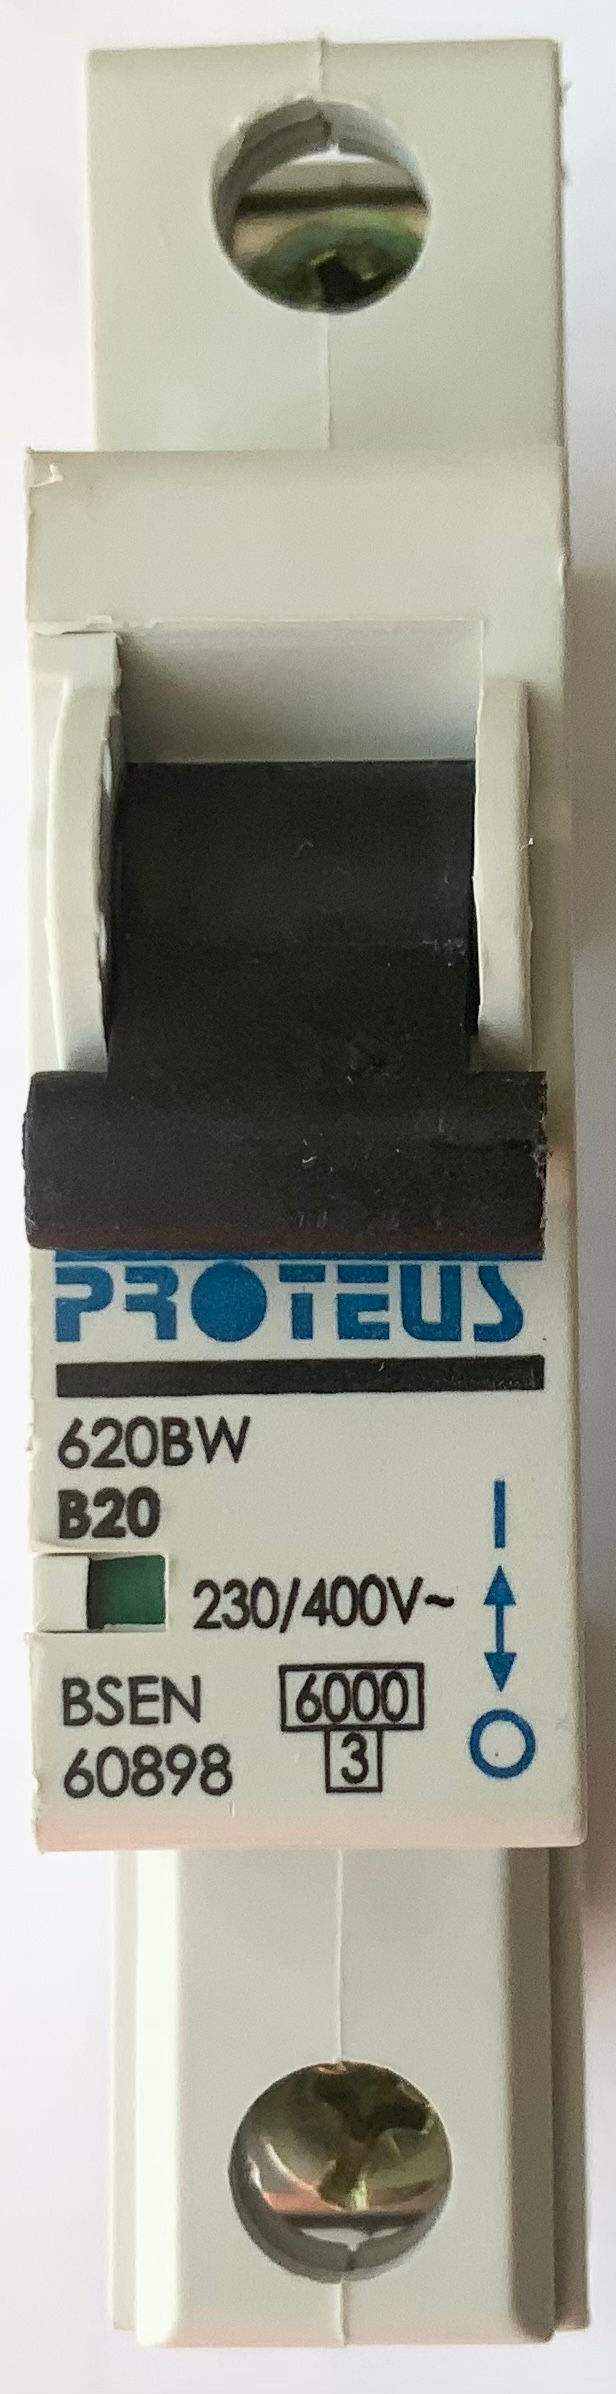 PROTEUS
620BW
B20
I
230/400V~
BSEN 6000
60898 3
O